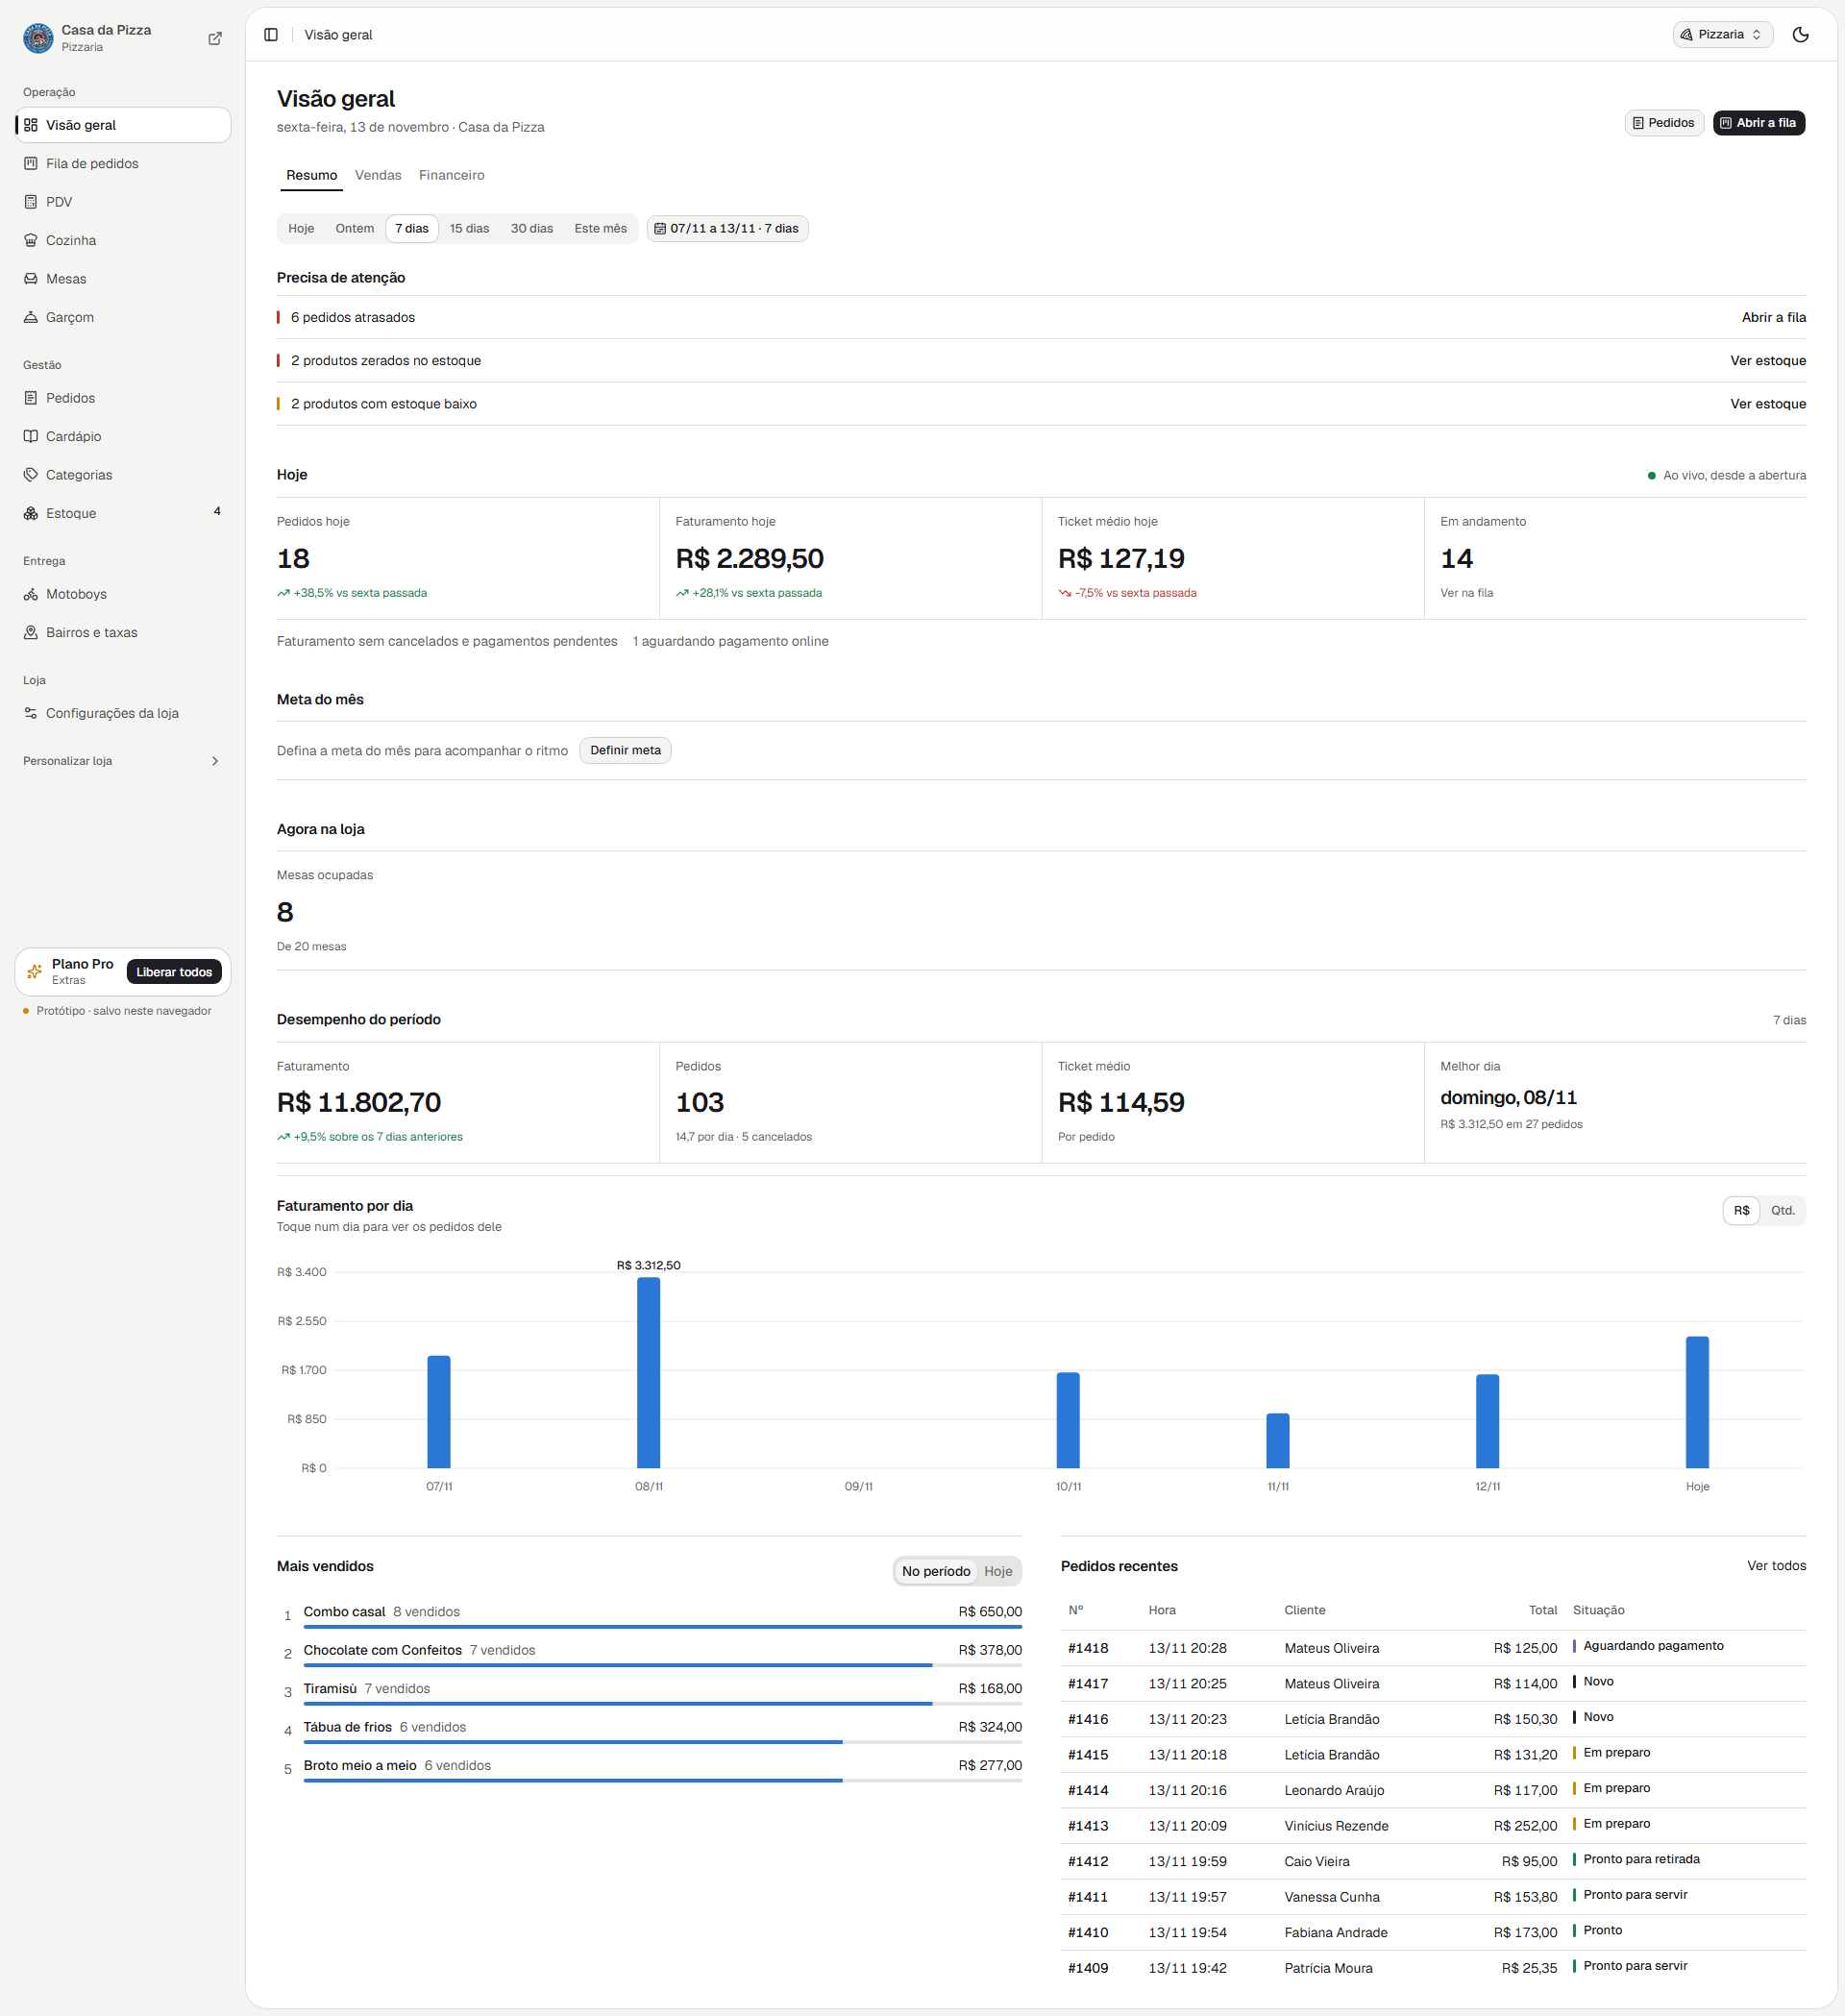 Casa da Pizza
Pizzaria
Operação
Visão geral
Fila de pedidos
PDV
Cozinha
Mesas
Garçom
Gestão
Pedidos
Cardápio
Categorias
Estoque 4
Entrega
Motoboys
Bairros e taxas
Loja
Configurações da loja
Personalizar loja
Plano Pro
Extras
Liberar todos
Protótipo · salvo neste navegador
Visão geral
Pizzaria
Visão geral
sexta-feira, 13 de novembro · Casa da Pizza
Pedidos
Abrir a fila
Resumo Vendas Financeiro
Hoje Ontem 7 dias 15 dias 30 dias Este mês 07/11 a 13/11 · 7 dias
Precisa de atenção
6 pedidos atrasados Abrir a fila
2 produtos zerados no estoque Ver estoque
2 produtos com estoque baixo Ver estoque
Hoje Ao vivo, desde a abertura
Pedidos hoje
18
+38,5% vs sexta passada
Faturamento hoje
R$ 2.289,50
+28,1% vs sexta passada
Ticket médio hoje
R$ 127,19
-7,5% vs sexta passada
Em andamento
14
Ver na fila
Faturamento sem cancelados e pagamentos pendentes 1 aguardando pagamento online
Meta do mês
Defina a meta do mês para acompanhar o ritmo Definir meta
Agora na loja
Mesas ocupadas
8
De 20 mesas
Desempenho do período 7 dias
Faturamento
R$ 11.802,70
+9,5% sobre os 7 dias anteriores
Pedidos
103
14,7 por dia · 5 cancelados
Ticket médio
R$ 114,59
Por pedido
Melhor dia
domingo, 08/11
R$ 3.312,50 em 27 pedidos
Faturamento por dia
Toque num dia para ver os pedidos dele
R$ Qtd.
R$ 3.312,50
R$ 3.400
R$ 2.550
R$ 1.700
R$ 850
R$ 0
07/11 08/11 09/11 10/11 11/11 12/11 Hoje
Mais vendidos No período Hoje
1 Combo casal 8 vendidos R$ 650,00
2 Chocolate com Confeitos 7 vendidos R$ 378,00
3 Tiramisù 7 vendidos R$ 168,00
4 Tábua de frios 6 vendidos R$ 324,00
5 Broto meio a meio 6 vendidos R$ 277,00
Pedidos recentes Ver todos
Nº Hora Cliente Total Situação
#1418 13/11 20:28 Mateus Oliveira R$ 125,00 Aguardando pagamento
#1417 13/11 20:25 Mateus Oliveira R$ 114,00 Novo
#1416 13/11 20:23 Letícia Brandão R$ 150,30 Novo
#1415 13/11 20:18 Letícia Brandão R$ 131,20 Em preparo
#1414 13/11 20:16 Leonardo Araújo R$ 117,00 Em preparo
#1413 13/11 20:09 Vinícius Rezende R$ 252,00 Em preparo
#1412 13/11 19:59 Caio Vieira R$ 95,00 Pronto para retirada
#1411 13/11 19:57 Vanessa Cunha R$ 153,80 Pronto para servir
#1410 13/11 19:54 Fabiana Andrade R$ 173,00 Pronto
#1409 13/11 19:42 Patrícia Moura R$ 25,35 Pronto para servir